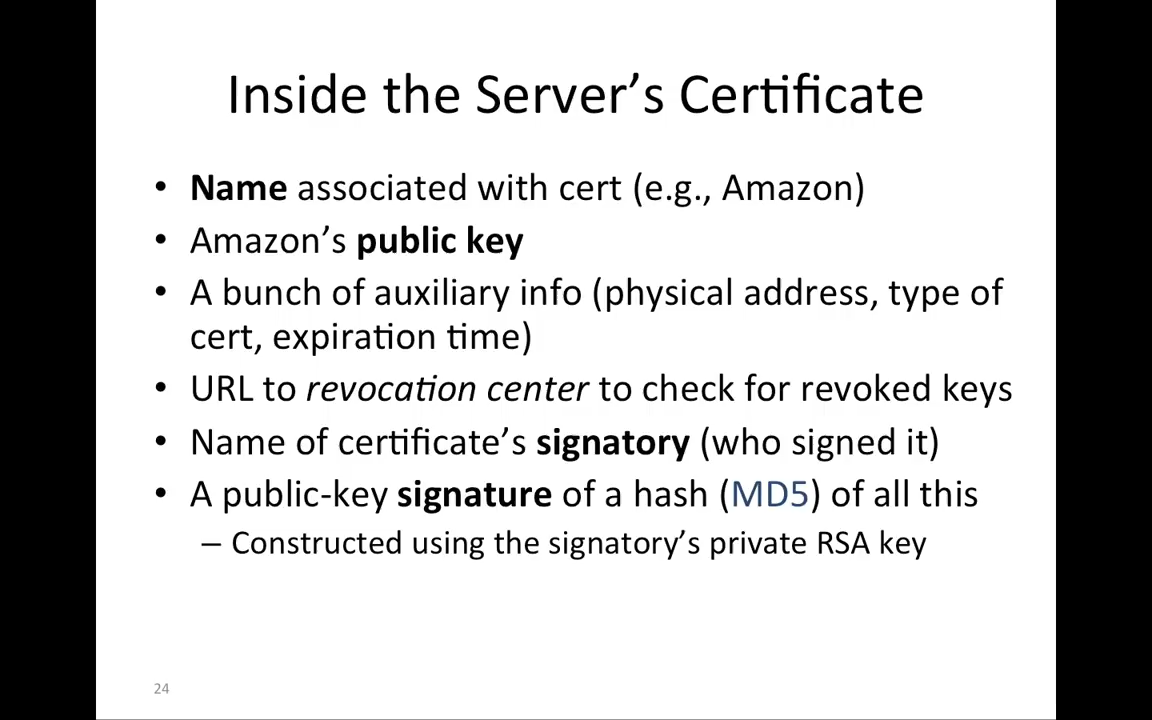 Inside the Server's Certificate
• Name associated with cert (e.g., Amazon)
• Amazon's public key
• A bunch of auxiliary info (physical address, type of
cert, expiration time)
• URL to revocation center to check for revoked keys
• Name of certificate's signatory (who signed it)
• A public-key signature of a hash (MD5) of all this
– Constructed using the signatory's private RSA key
24